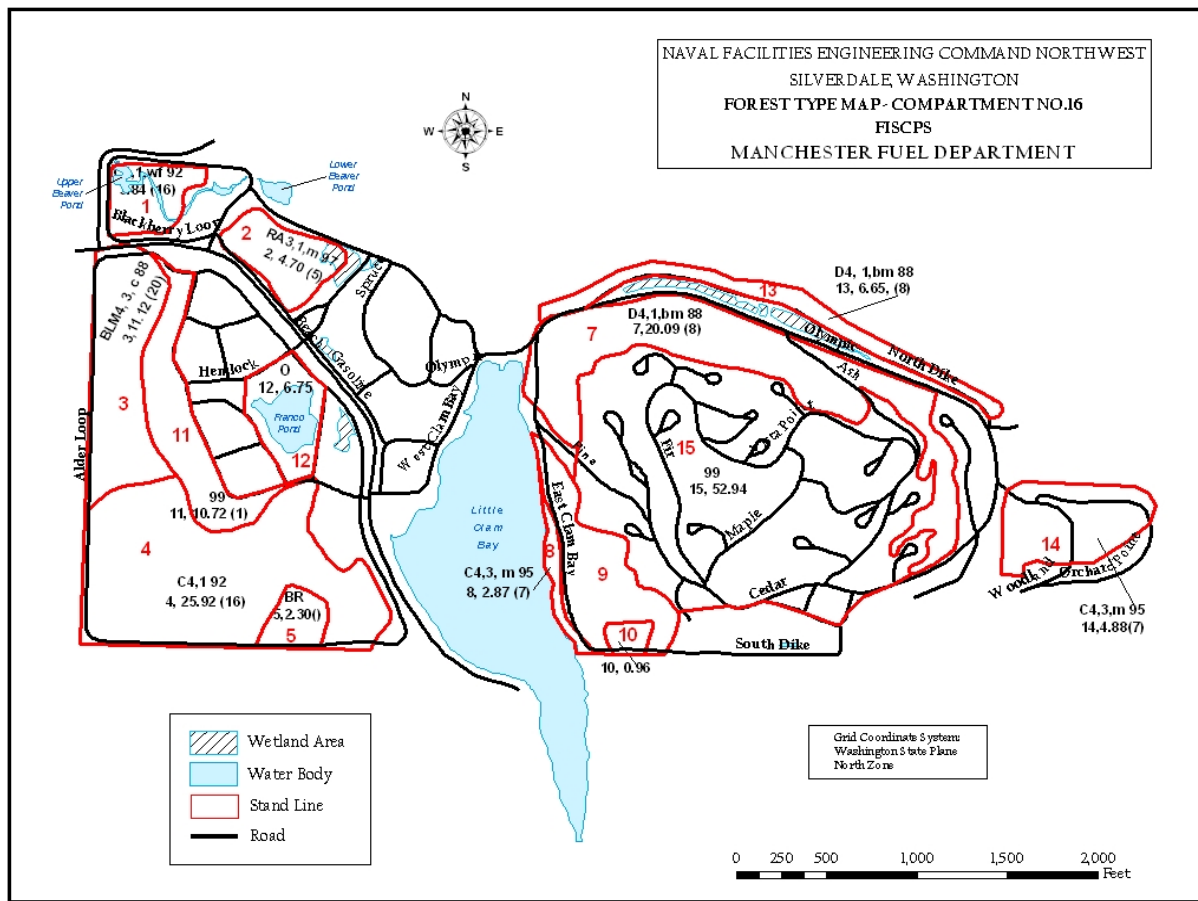 NAVAL FACILITIES ENGINEERING COMMAND NORTHWEST
SILVERDALE, WASHINGTON
FOREST TYPE MAP - COMPARTMENT NO.16
FISCPS
MANCHESTER FUEL DEPARTMENT
N
W
E
S
Upper
Beaver
Pond
Lower
Beaver
Pond
,1,wf 92
.84 (16)
1
Blackberry Loop
2
RA3,1,m 97
2, 4.70 (5)
Spruce
BLM4, 3, c 88
3, 11.12 (20)
3
Alder Loop
Hemlock
Beach
Gasoline
Olymp
West Clam Bay
O
12, 6.75
Franco
Pond
12
11
99
11, 10.72 (1)
4
C4,1 92
4, 25.92 (16)
BR
5,2.30()
5
Little
Clam
Bay
D4, 1,bm 88
13, 6.65, (8)
13
D4,1,bm 88
7,20.09 (8)
7
Olympic
North Dike
Ash
Point
Fir
15
99
15, 52.94
Pine
Maple
East Clam Bay
8
C4,3, m 95
8, 2.87 (7)
9
Cedar
10
10, 0.96
South Dike
14
Woodland
Orchard Point
C4,3,m 95
14,4.88(7)
Wetland Area
Water Body
Stand Line
Road
Grid Coordinate System:
Washington State Plane
North Zone
0 250 500 1,000 1,500 2,000
Feet